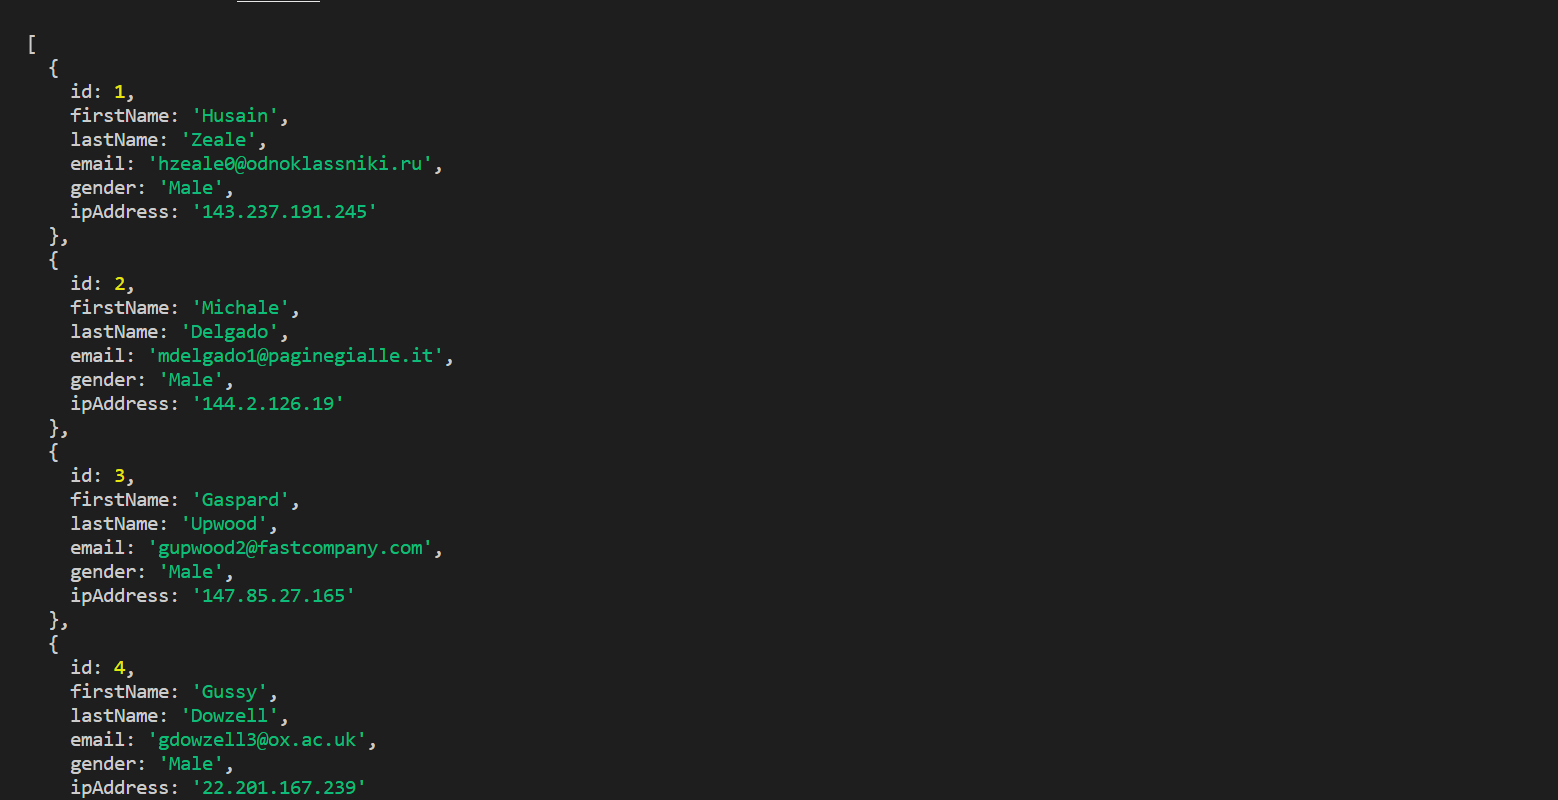 [
  {
    id: 1,
    firstName: 'Husain',
    lastName: 'Zeale',
    email: 'hzeale0@odnoklassniki.ru',
    gender: 'Male',
    ipAddress: '143.237.191.245'
  },
  {
    id: 2,
    firstName: 'Michale',
    lastName: 'Delgado',
    email: 'mdelgado1@paginegialle.it',
    gender: 'Male',
    ipAddress: '144.2.126.19'
  },
  {
    id: 3,
    firstName: 'Gaspard',
    lastName: 'Upwood',
    email: 'gupwood2@fastcompany.com',
    gender: 'Male',
    ipAddress: '147.85.27.165'
  },
  {
    id: 4,
    firstName: 'Gussy',
    lastName: 'Dowzell',
    email: 'gdowzell3@ox.ac.uk',
    gender: 'Male',
    ipAddress: '22.201.167.239'